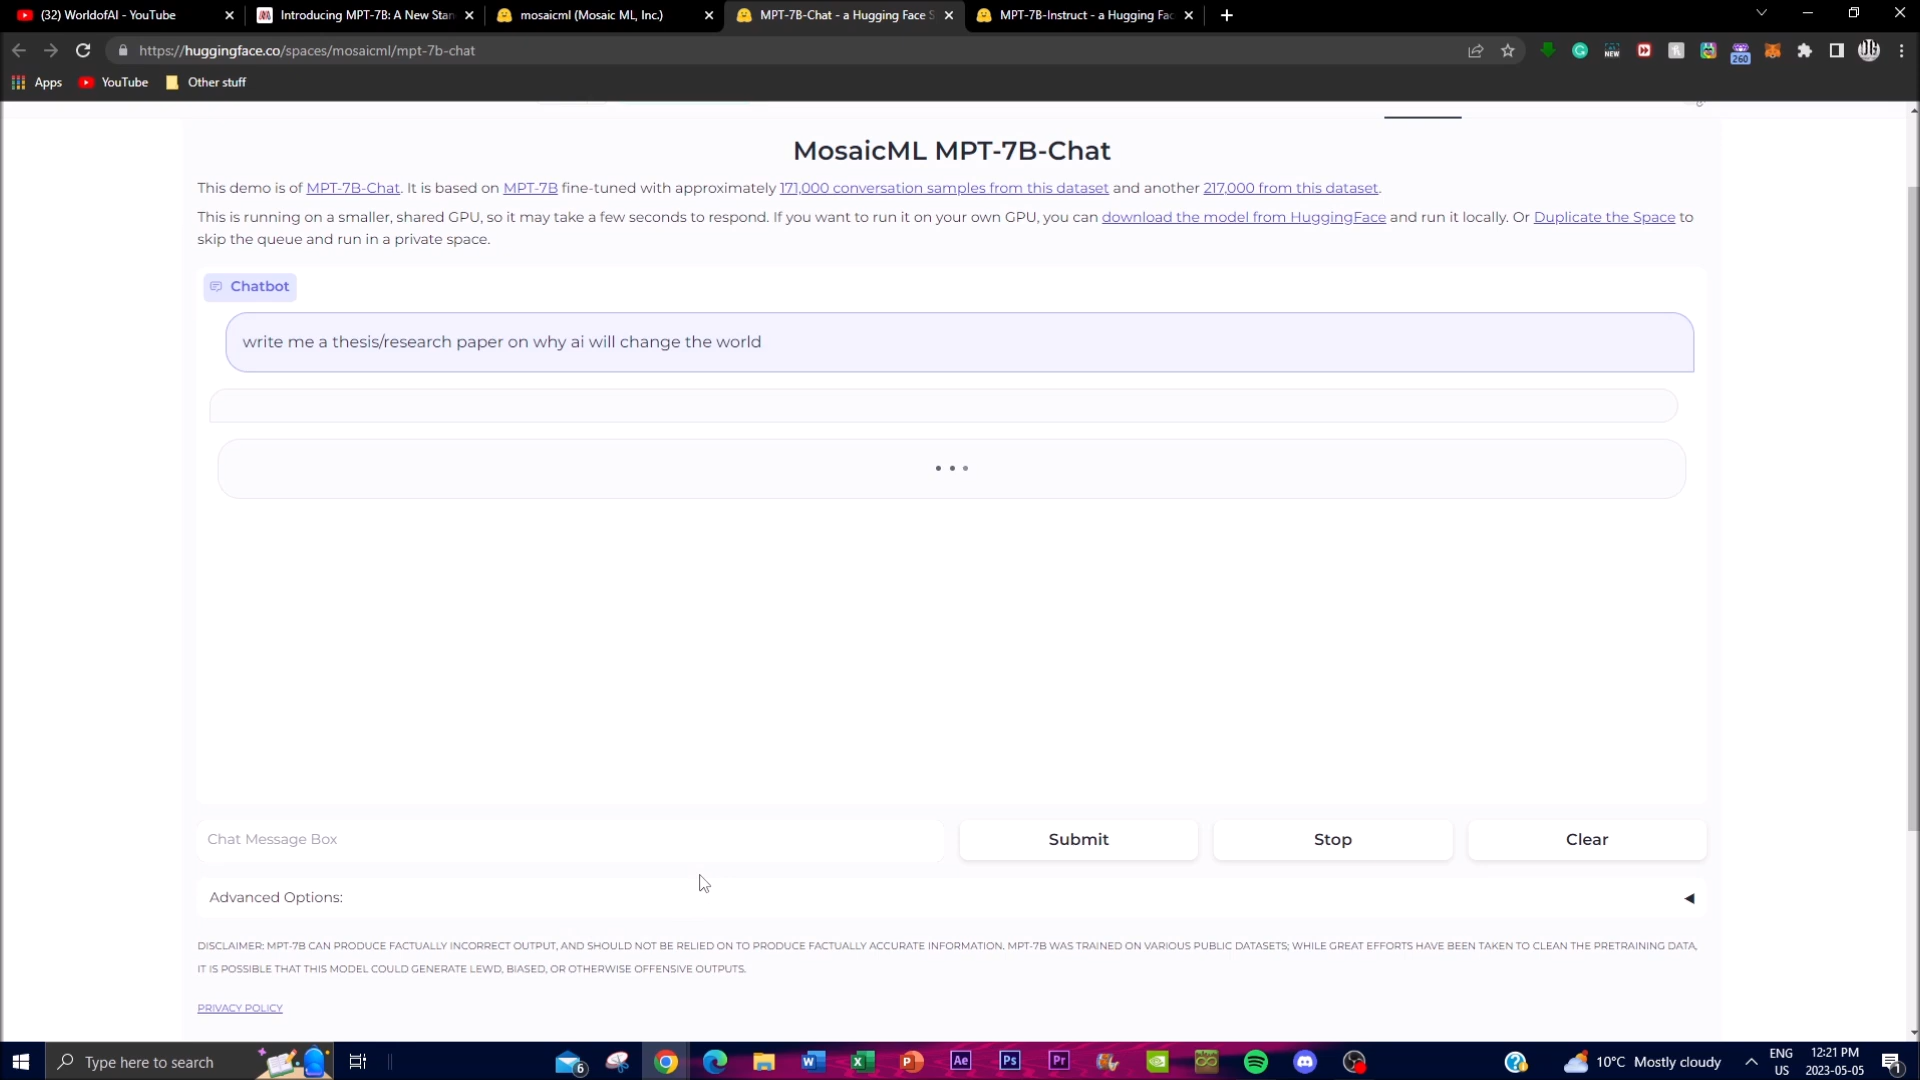 (32) WorldofAI - YouTube
Introducing MPT-7B: A New Stan
mosaicml (Mosaic ML, Inc.)
MPT-7B-Chat - a Hugging Face S
MPT-7B-Instruct - a Hugging Fac
https://huggingface.co/spaces/mosaicml/mpt-7b-chat
NEW
260
Apps
YouTube
Other stuff
MosaicML MPT-7B-Chat
This demo is of MPT-7B-Chat. It is based on MPT-7B fine-tuned with approximately 171,000 conversation samples from this dataset and another 217,000 from this dataset.
This is running on a smaller, shared GPU, so it may take a few seconds to respond. If you want to run it on your own GPU, you can download the model from HuggingFace and run it locally. Or Duplicate the Space to
skip the queue and run in a private space.
Chatbot
write me a thesis/research paper on why ai will change the world
Chat Message Box
Submit
Stop
Clear
Advanced Options:
DISCLAIMER: MPT-7B CAN PRODUCE FACTUALLY INCORRECT OUTPUT, AND SHOULD NOT BE RELIED ON TO PRODUCE FACTUALLY ACCURATE INFORMATION. MPT-7B WAS TRAINED ON VARIOUS PUBLIC DATASETS; WHILE GREAT EFFORTS HAVE BEEN TAKEN TO CLEAN THE PRETRAINING DATA,
IT IS POSSIBLE THAT THIS MODEL COULD GENERATE LEWD, BIASED, OR OTHERWISE OFFENSIVE OUTPUTS.
PRIVACY POLICY
Type here to search
6
W
X
P
Ae
Ps
Pr
10°C Mostly cloudy
ENG
US
12:21 PM
2023-05-05
1